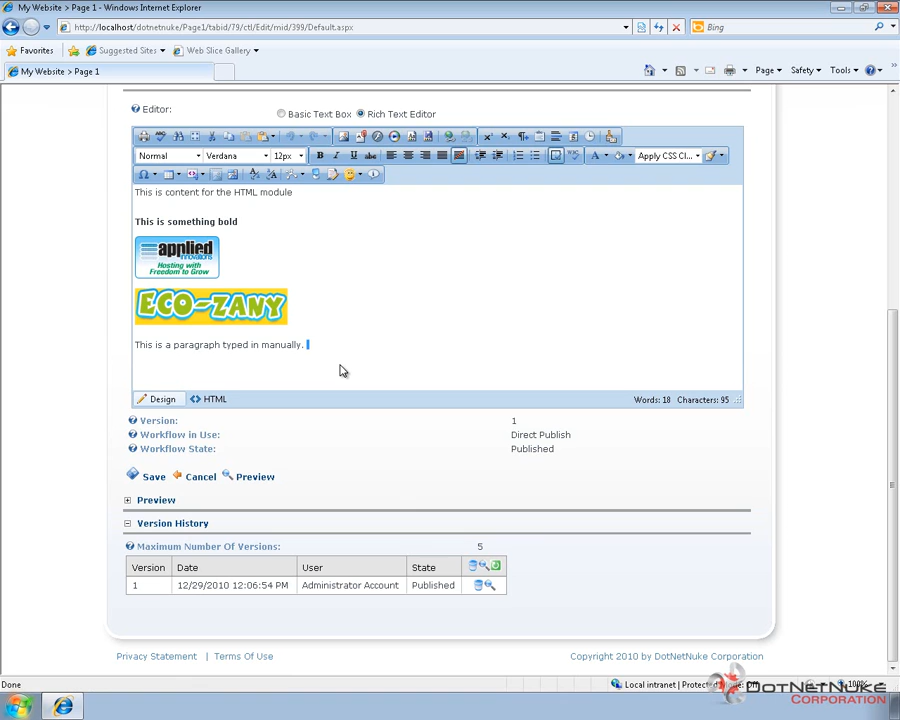 My Website > Page 1 - Windows Internet Explorer
http://localhost/dotnetnuke/Page1/tabid/79/ctl/Edit/mid/399/Default.aspx
Bing
Favorites
Suggested Sites
Web Slice Gallery
My Website > Page 1
Page
Safety
Tools
Editor:
Basic Text Box
Rich Text Editor
Normal
Verdana
12px
B I U abc
Apply CSS Cl...
This is content for the HTML module
This is something bold
applied
innovations
Hosting with
Freedom to Grow
ECO-ZANY
This is a paragraph typed in manually.
Design
HTML
Words: 18 Characters: 95
Version: 1
Workflow in Use: Direct Publish
Workflow State: Published
Save
Cancel
Preview
Preview
Version History
Maximum Number Of Versions: 5
Version Date User State
1 12/29/2010 12:06:54 PM Administrator Account Published
Privacy Statement | Terms Of Use
Copyright 2010 by DotNetNuke Corporation
Done
Local intranet | Protected Mode: Off
100%
DOTNETNUKE
CORPORATION